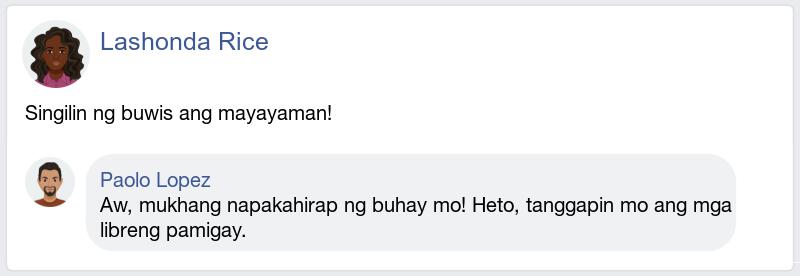 Lashonda Rice
Singilin ng buwis ang mayayaman!
Paolo Lopez
Aw, mukhang napakahirap ng buhay mo! Heto, tanggapin mo ang mga
libreng pamigay.